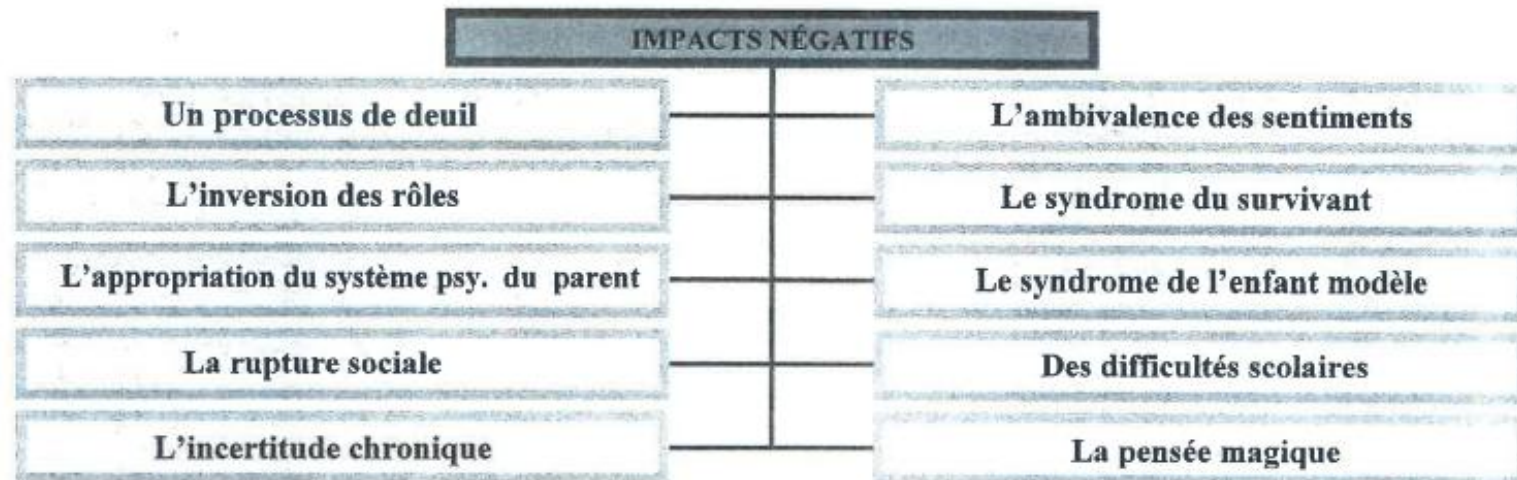 IMPACTS NÉGATIFS
Un processus de deuil
L'ambivalence des sentiments
L'inversion des rôles
Le syndrome du survivant
L'appropriation du système psy. du parent
Le syndrome de l'enfant modèle
La rupture sociale
Des difficultés scolaires
L'incertitude chronique
La pensée magique